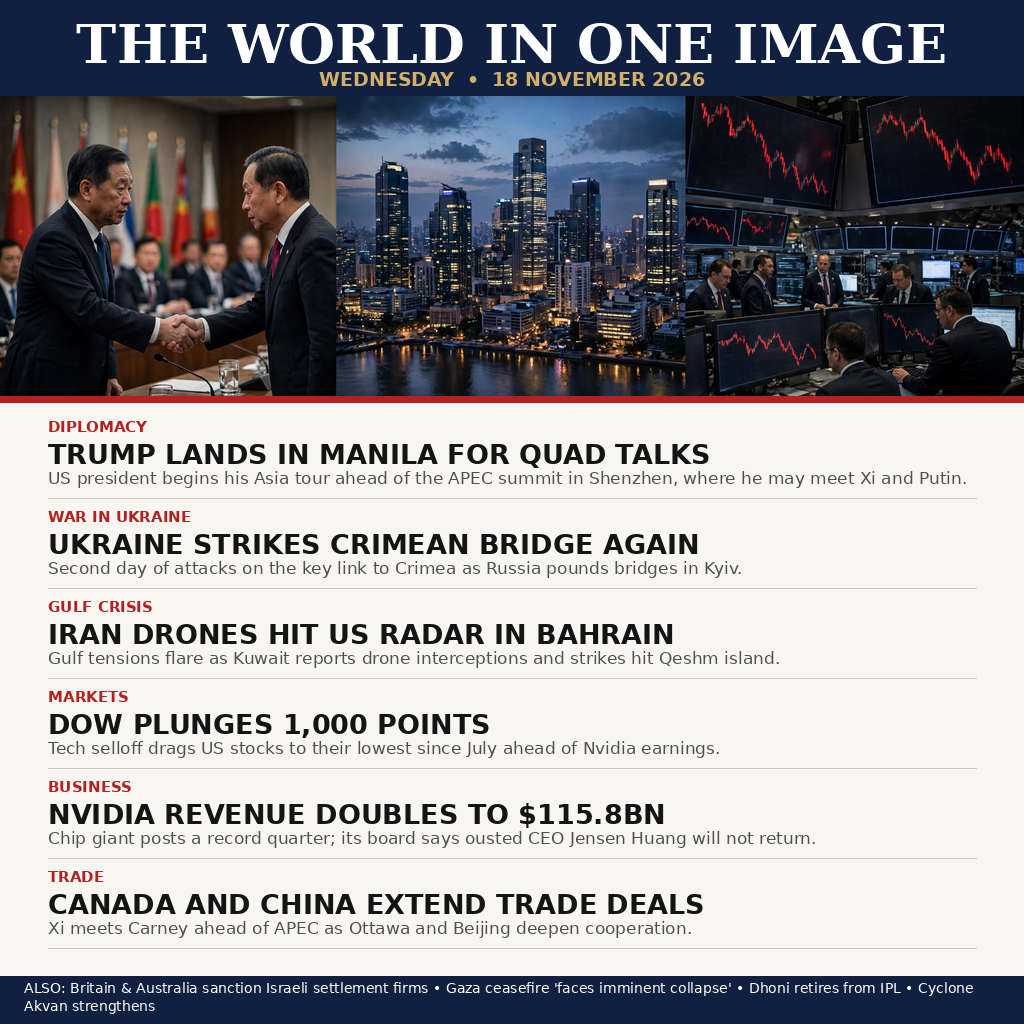 THE WORLD IN ONE IMAGE
WEDNESDAY • 18 NOVEMBER 2026
DIPLOMACY
TRUMP LANDS IN MANILA FOR QUAD TALKS
US president begins his Asia tour ahead of the APEC summit in Shenzhen, where he may meet Xi and Putin.
WAR IN UKRAINE
UKRAINE STRIKES CRIMEAN BRIDGE AGAIN
Second day of attacks on the key link to Crimea as Russia pounds bridges in Kyiv.
GULF CRISIS
IRAN DRONES HIT US RADAR IN BAHRAIN
Gulf tensions flare as Kuwait reports drone interceptions and strikes hit Qeshm island.
MARKETS
DOW PLUNGES 1,000 POINTS
Tech selloff drags US stocks to their lowest since July ahead of Nvidia earnings.
BUSINESS
NVIDIA REVENUE DOUBLES TO $115.8BN
Chip giant posts a record quarter; its board says ousted CEO Jensen Huang will not return.
TRADE
CANADA AND CHINA EXTEND TRADE DEALS
Xi meets Carney ahead of APEC as Ottawa and Beijing deepen cooperation.
ALSO: Britain & Australia sanction Israeli settlement firms • Gaza ceasefire 'faces imminent collapse' • Dhoni retires from IPL • Cyclone
Akvan strengthens